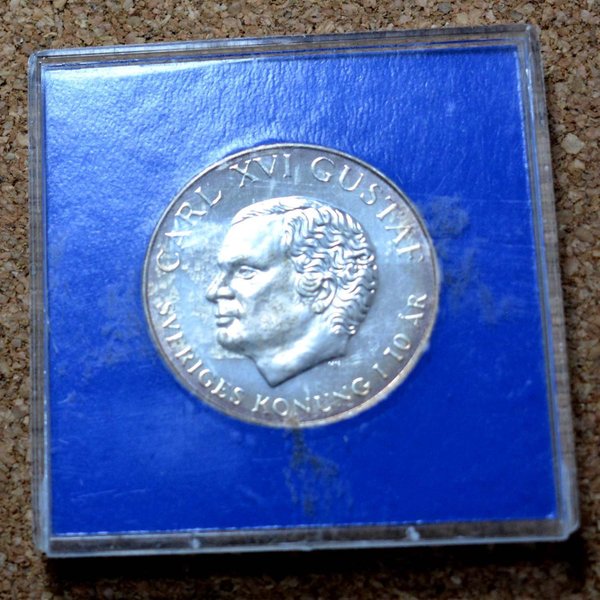 CARL XVI GUSTAF
SVERIGES KONUNG I 10 ÅR